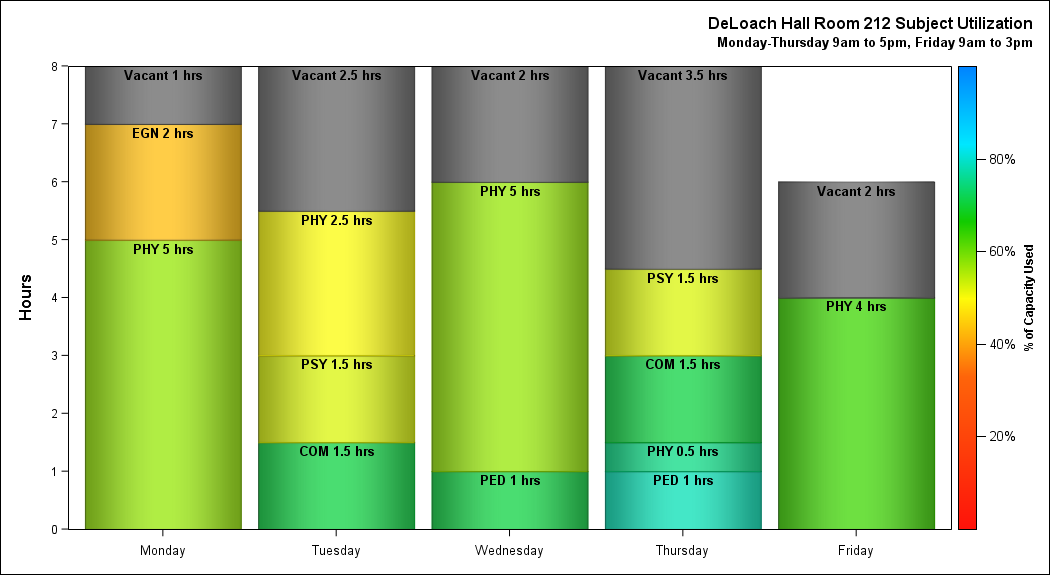 DeLoach Hall Room 212 Subject Utilization
Monday-Thursday 9am to 5pm, Friday 9am to 3pm
Hours
8
7
6
5
4
3
2
1
0
Vacant 1 hrs
EGN 2 hrs
PHY 5 hrs
Vacant 2.5 hrs
PHY 2.5 hrs
PSY 1.5 hrs
COM 1.5 hrs
Vacant 2 hrs
PHY 5 hrs
PED 1 hrs
Vacant 3.5 hrs
PSY 1.5 hrs
COM 1.5 hrs
PHY 0.5 hrs
PED 1 hrs
Vacant 2 hrs
PHY 4 hrs
Monday
Tuesday
Wednesday
Thursday
Friday
80%
60%
40%
20%
% of Capacity Used